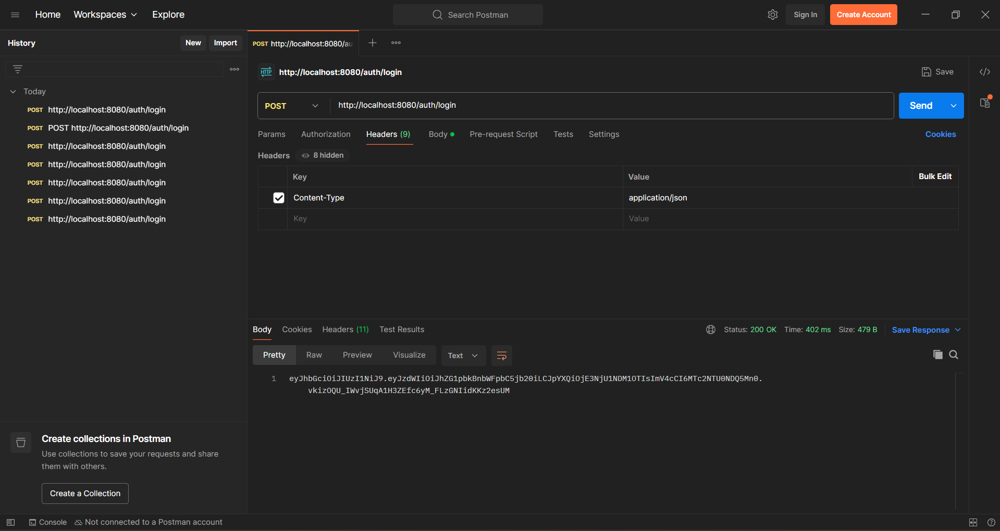 Home Workspaces Explore Search Postman Sign In Create Account
History New Import
POST http://localhost:8080/au
HTTP http://localhost:8080/auth/login Save
Today
POST http://localhost:8080/auth/login
POST POST http://localhost:8080/auth/login
POST http://localhost:8080/auth/login
POST http://localhost:8080/auth/login
POST http://localhost:8080/auth/login
POST http://localhost:8080/auth/login
POST http://localhost:8080/auth/login
POST http://localhost:8080/auth/login Send
Params Authorization Headers (9) Body Pre-request Script Tests Settings Cookies
Headers 8 hidden
Key Value Bulk Edit
Content-Type application/json
Key Value
Body Cookies Headers (11) Test Results Status: 200 OK Time: 402 ms Size: 479 B Save Response
Pretty Raw Preview Visualize Text
1 eyJhbGciOiJIUzI1NiJ9.eyJzdWIiOiJhZG1pbkBnbWFpbC5jb20iLCJpYXQiOjE3NjU1NDM1OTIsImV4cCI6MTc2NTU0NDQ5Mn0.
vkizOQU_IWvjSUqA1H3ZEfc6yM_FLzGNIidKKz2esUM
Create collections in Postman
Use collections to save your requests and share
them with others.
Create a Collection
Console Not connected to a Postman account